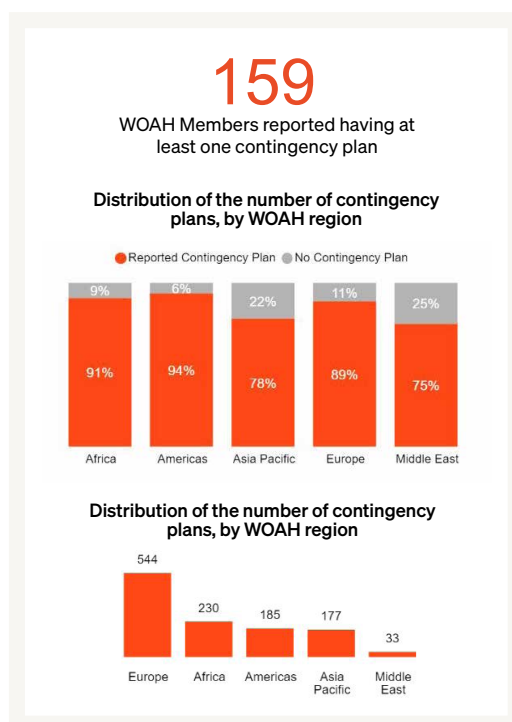 159
WOAH Members reported having at
least one contingency plan
Distribution of the number of contingency
plans, by WOAH region
Reported Contingency Plan No Contingency Plan
9% 6% 22% 11% 25%
91% 94% 78% 89% 75%
Africa Americas Asia Pacific Europe Middle East
Distribution of the number of contingency
plans, by WOAH region
544
230
185
177
33
Europe Africa Americas Asia Middle
Pacific East